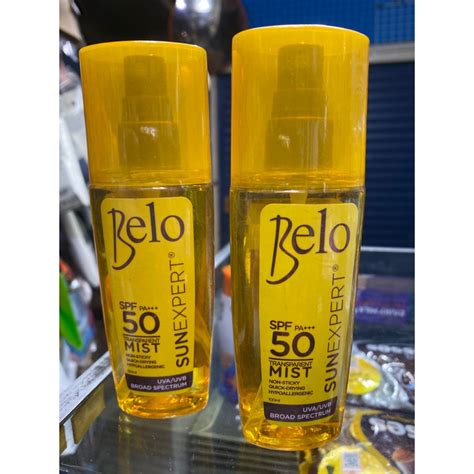 Belo
SUNEXPERT®
SPF PA+++
50
TRANSPARENT
MIST
NON-STICKY
QUICK-DRYING
HYPOALLERGENIC
UVA/UVB
BROAD SPECTRUM
Belo
SUNEXPERT®
SPF PA+++
50
TRANSPARENT
MIST
NON-STICKY
QUICK-DRYING
HYPOALLERGENIC
100ml
UVA/UVB
BROAD SPECTRUM